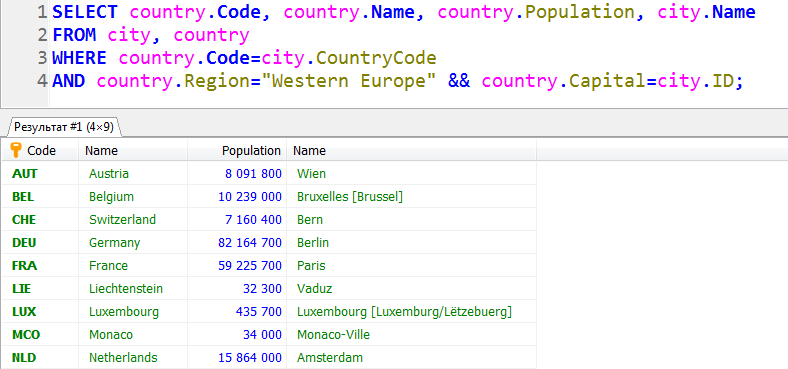 1 SELECT country.Code, country.Name, country.Population, city.Name
2 FROM city, country
3 WHERE country.Code=city.CountryCode
4 AND country.Region="Western Europe" && country.Capital=city.ID;
Результат #1 (4×9)
Code Name Population Name
AUT Austria 8 091 800 Wien
BEL Belgium 10 239 000 Bruxelles [Brussel]
CHE Switzerland 7 160 400 Bern
DEU Germany 82 164 700 Berlin
FRA France 59 225 700 Paris
LIE Liechtenstein 32 300 Vaduz
LUX Luxembourg 435 700 Luxembourg [Luxemburg/Lëtzebuerg]
MCO Monaco 34 000 Monaco-Ville
NLD Netherlands 15 864 000 Amsterdam